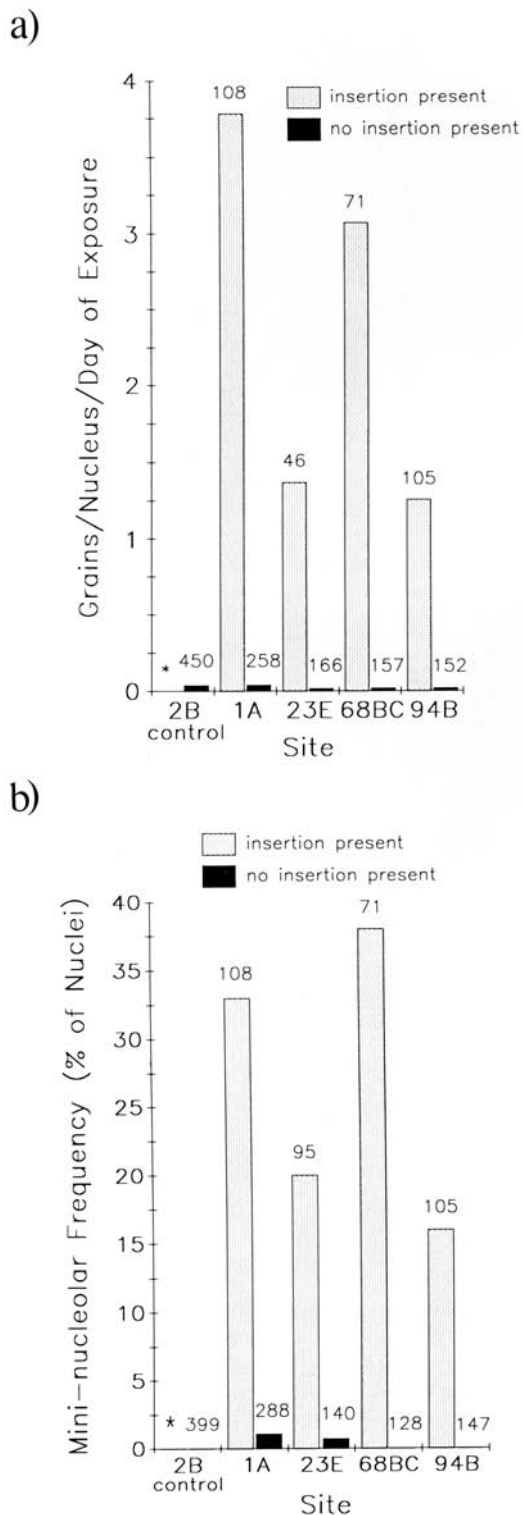 a)
Grains/Nucleus/Day of Exposure
4
3
2
1
0
insertion present
no insertion present
108
71
46
105
* 450 258 166 157 152
2B control 1A 23E 68BC 94B
Site
b)
insertion present
no insertion present
Mini-nucleolar Frequency (% of Nuclei)
40
35
30
25
20
15
10
5
0
71
108
95
105
* 399 288 140 128 147
2B control 1A 23E 68BC 94B
Site